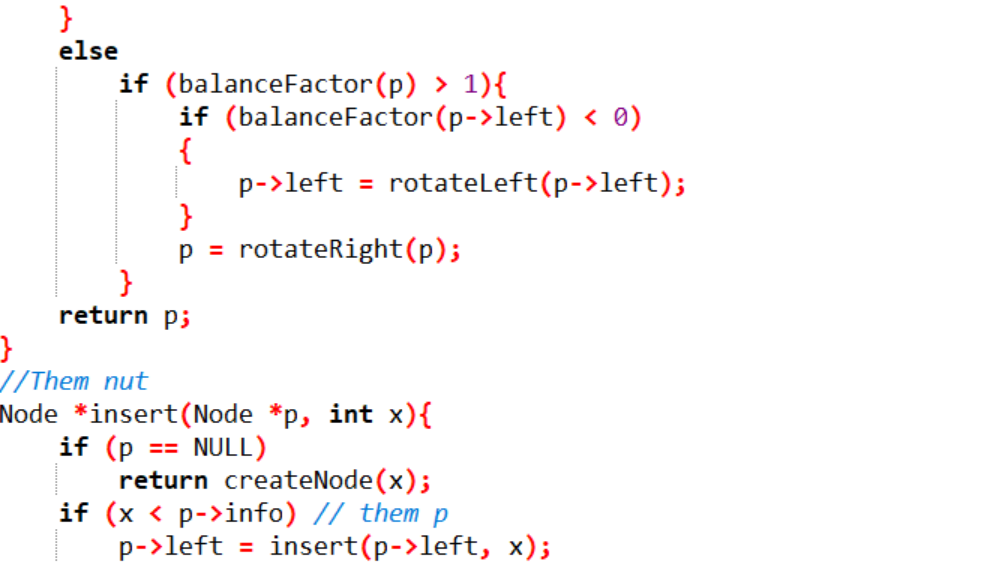 }
else
if (balanceFactor(p) > 1){
if (balanceFactor(p->left) < 0)
{
p->left = rotateLeft(p->left);
}
p = rotateRight(p);
}
return p;
}
//Them nut
Node *insert(Node *p, int x){
if (p == NULL)
return createNode(x);
if (x < p->info) // them p
p->left = insert(p->left, x);